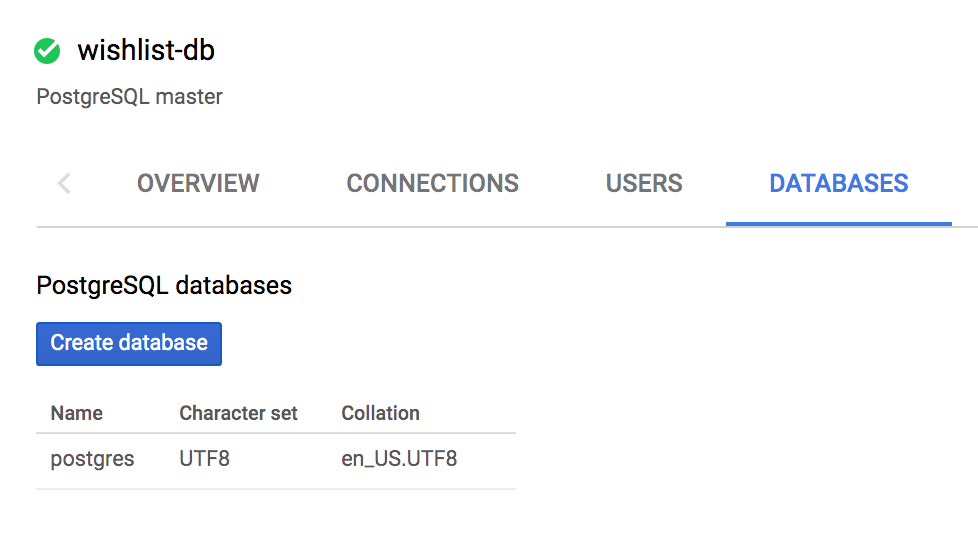 wishlist-db
PostgreSQL master
OVERVIEW CONNECTIONS USERS DATABASES
PostgreSQL databases
Create database
Name Character set Collation
postgres UTF8 en_US.UTF8